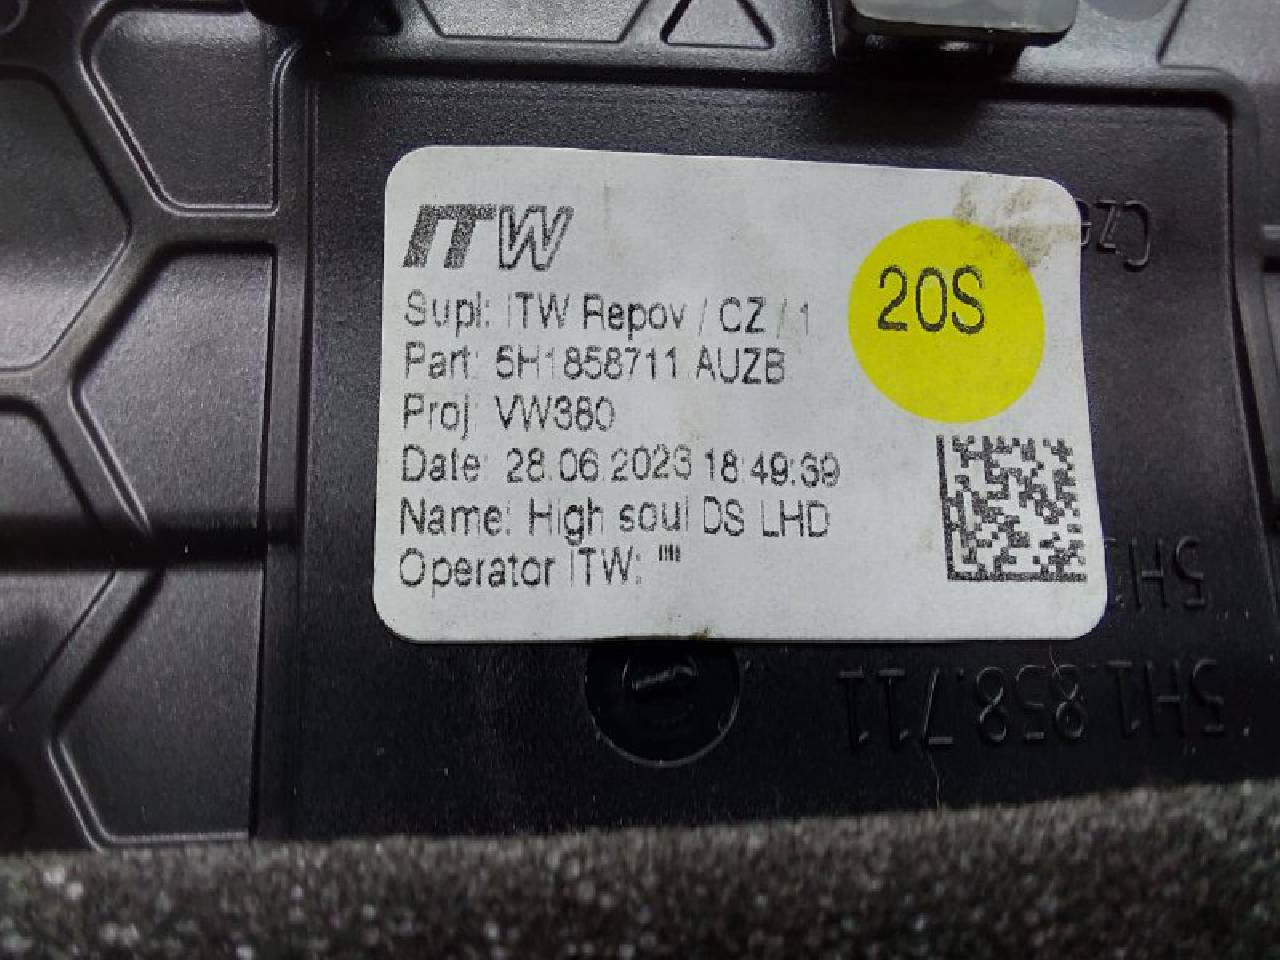 ITW
Supl: ITW Repov / CZ / 1
Part: 5H1858711 AUZB
Proj: VW380
Date: 28.06.2023 18:49:39
Name: High soul DS LHD
Operator ITW: ""
20S
5H1.858.711